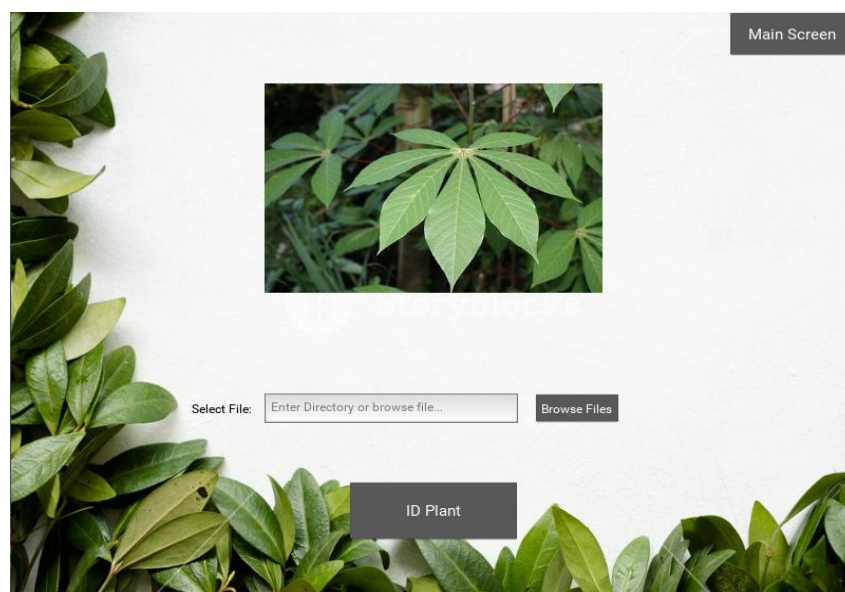 Main Screen
Storyblocks
Select File:
Enter Directory or browse file...
Browse Files
ID Plant